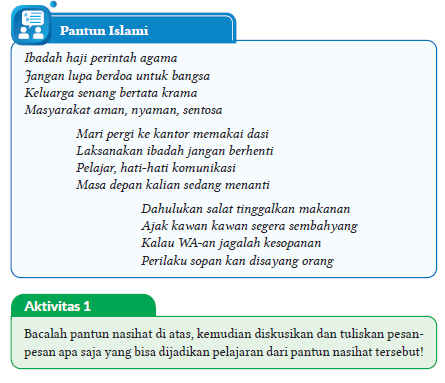 Pantun Islami
Ibadah haji perintah agama
Jangan lupa berdoa untuk bangsa
Keluarga senang bertata krama
Masyarakat aman, nyaman, sentosa
Mari pergi ke kantor memakai dasi
Laksanakan ibadah jangan berhenti
Pelajar, hati-hati komunikasi
Masa depan kalian sedang menanti
Dahulukan salat tinggalkan makanan
Ajak kawan kawan segera sembahyang
Kalau WA-an jagalah kesopanan
Perilaku sopan kan disayang orang
Aktivitas 1
Bacalah pantun nasihat di atas, kemudian diskusikan dan tuliskan pesan-
pesan apa saja yang bisa dijadikan pelajaran dari pantun nasihat tersebut!